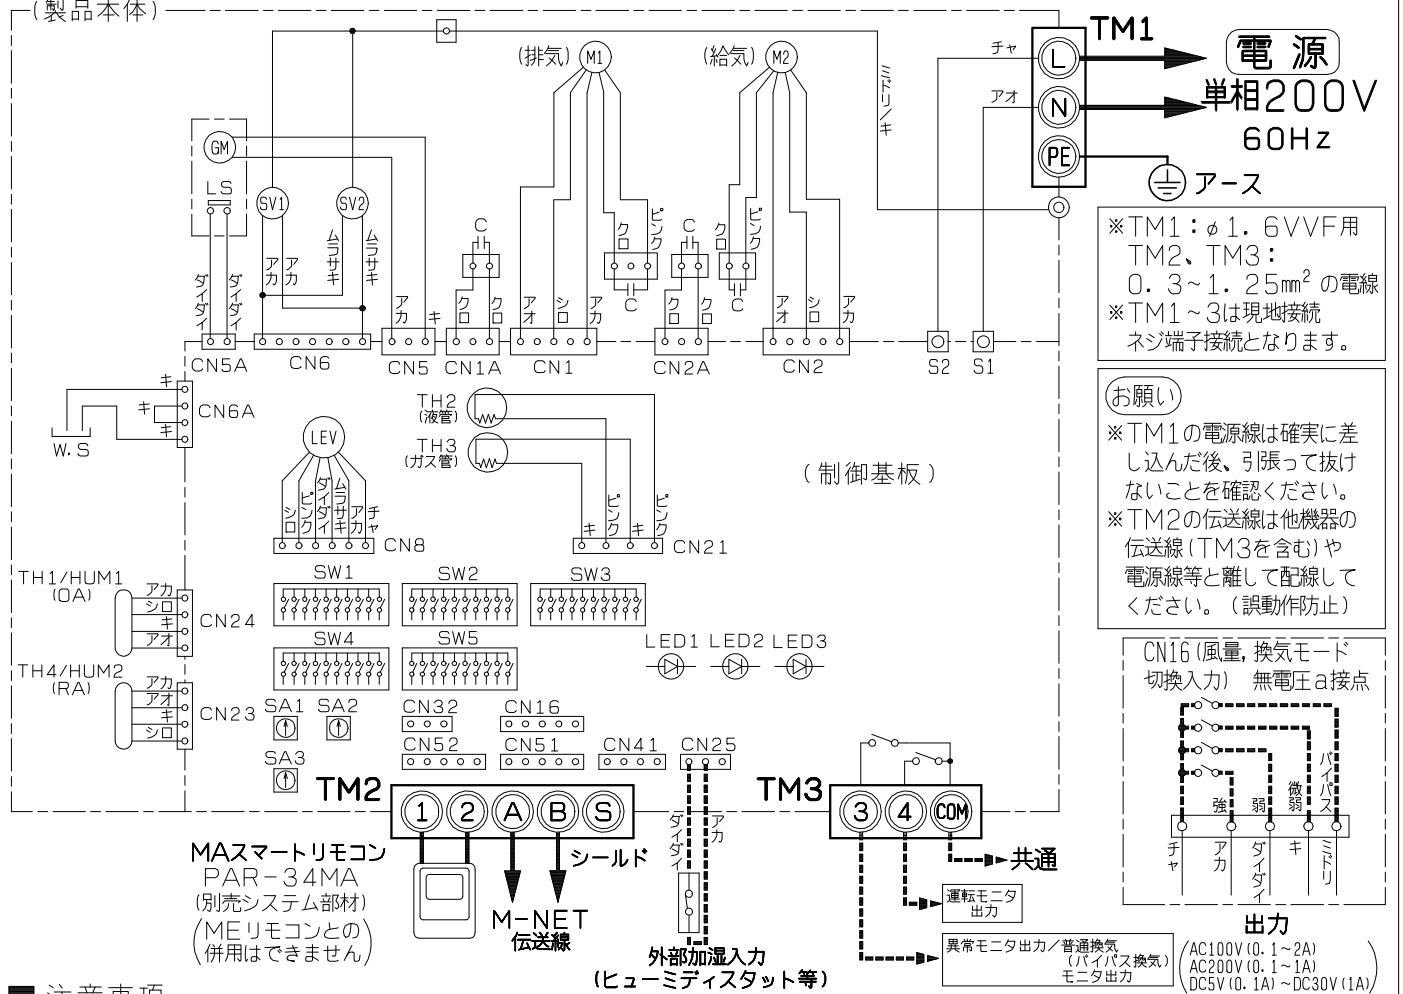 (製品本体)
TM1
L
N
PE
電源
単相200V
60Hz
アース
チャ
アオ
ミドリ/キ
(排気)
M1
(給気)
M2
GM
LS
SV1
SV2
ダイダイ
ダイダイ
アカ
アカ
ムラサキ
ムラサキ
アカ
キ
C
クロ
クロ
アオ
シロ
アカ
クロ
ピンク
C
C
クロ
クロ
クロ
ピンク
C
アオ
シロ
アカ
CN5A
CN6
CN5
CN1A
CN1
CN2A
CN2
S2
S1
※TM1:φ1.6VVF用
TM2、TM3:
0.3~1.25mm²の電線
※TM1~3は現地接続
ネジ端子接続となります。
お願い
※TM1の電源線は確実に差
し込んだ後、引張って抜け
ないことを確認ください。
※TM2の伝送線は他機器の
伝送線(TM3を含む)や
電源線等と離して配線して
ください。(誤動作防止)
キ
キ
キ
CN6A
W.S
LEV
シロ
ピンク
ダイダイ
ムラサキ
アカ
チャ
CN8
TH2
(液管)
TH3
(ガス管)
キ
ピンク
キ
ピンク
CN21
(制御基板)
TH1/HUM1
(OA)
アカ
シロ
キ
アオ
CN24
TH4/HUM2
(RA)
アカ
アオ
キ
シロ
CN23
SW1
SW2
SW3
SW4
SW5
LED1
LED2
LED3
SA1
SA2
SA3
CN32
CN16
CN52
CN51
CN41
CN25
TM2
1
2
A
B
S
TM3
3
4
COM
MAスマートリモコン
PAR-34MA
(別売システム部材)
(MEリモコンとの
併用はできません)
シールド
M-NET
伝送線
ダイダイ
アカ
外部加湿入力
(ヒューミディスタット等)
共通
運転モニタ
出力
異常モニタ出力/普通換気
(バイパス換気)
モニタ出力
CN16(風量,換気モード
切換入力) 無電圧a接点
強
弱
微弱
バイパス
チャ
アカ
ダイダイ
キ
ミドリ
出力
(AC100V(0.1~2A)
AC200V(0.1~1A)
DC5V(0.1A)~DC30V(1A))
■注意事項